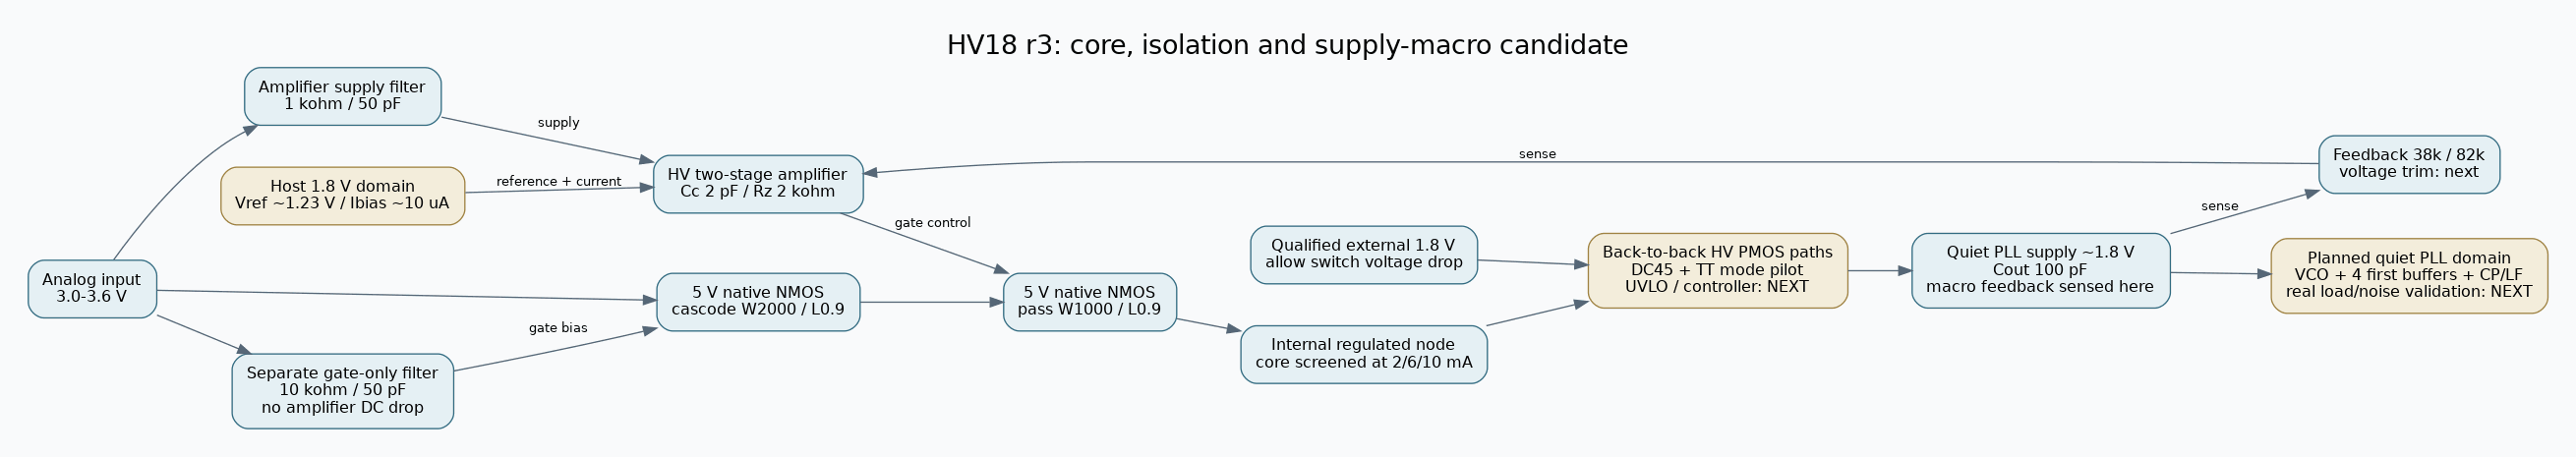 HV18 r3: core, isolation and supply-macro candidate
Amplifier supply filter
1 kohm / 50 pF
supply
Host 1.8 V domain
Vref ~1.23 V / Ibias ~10 uA
reference + current
HV two-stage amplifier
Cc 2 pF / Rz 2 kohm
sense
Feedback 38k / 82k
voltage trim: next
sense
gate control
Analog input
3.0-3.6 V
5 V native NMOS
cascode W2000 / L0.9
5 V native NMOS
pass W1000 / L0.9
Qualified external 1.8 V
allow switch voltage drop
Back-to-back HV PMOS paths
DC45 + TT mode pilot
UVLO / controller: NEXT
Quiet PLL supply ~1.8 V
Cout 100 pF
macro feedback sensed here
Planned quiet PLL domain
VCO + 4 first buffers + CP/LF
real load/noise validation: NEXT
gate bias
Internal regulated node
core screened at 2/6/10 mA
Separate gate-only filter
10 kohm / 50 pF
no amplifier DC drop